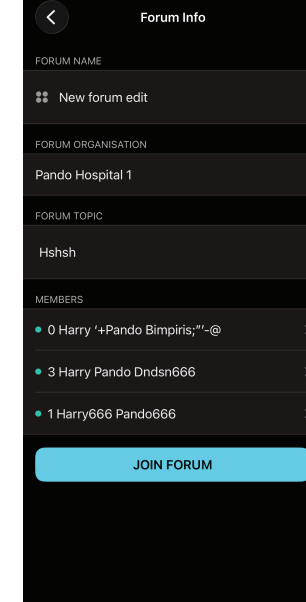 Forum Info
FORUM NAME
New forum edit
FORUM ORGANISATION
Pando Hospital 1
FORUM TOPIC
Hshsh
MEMBERS
0 Harry ‘+Pando Bimpiris;”’-@
3 Harry Pando Dndsn666
1 Harry666 Pando666
JOIN FORUM